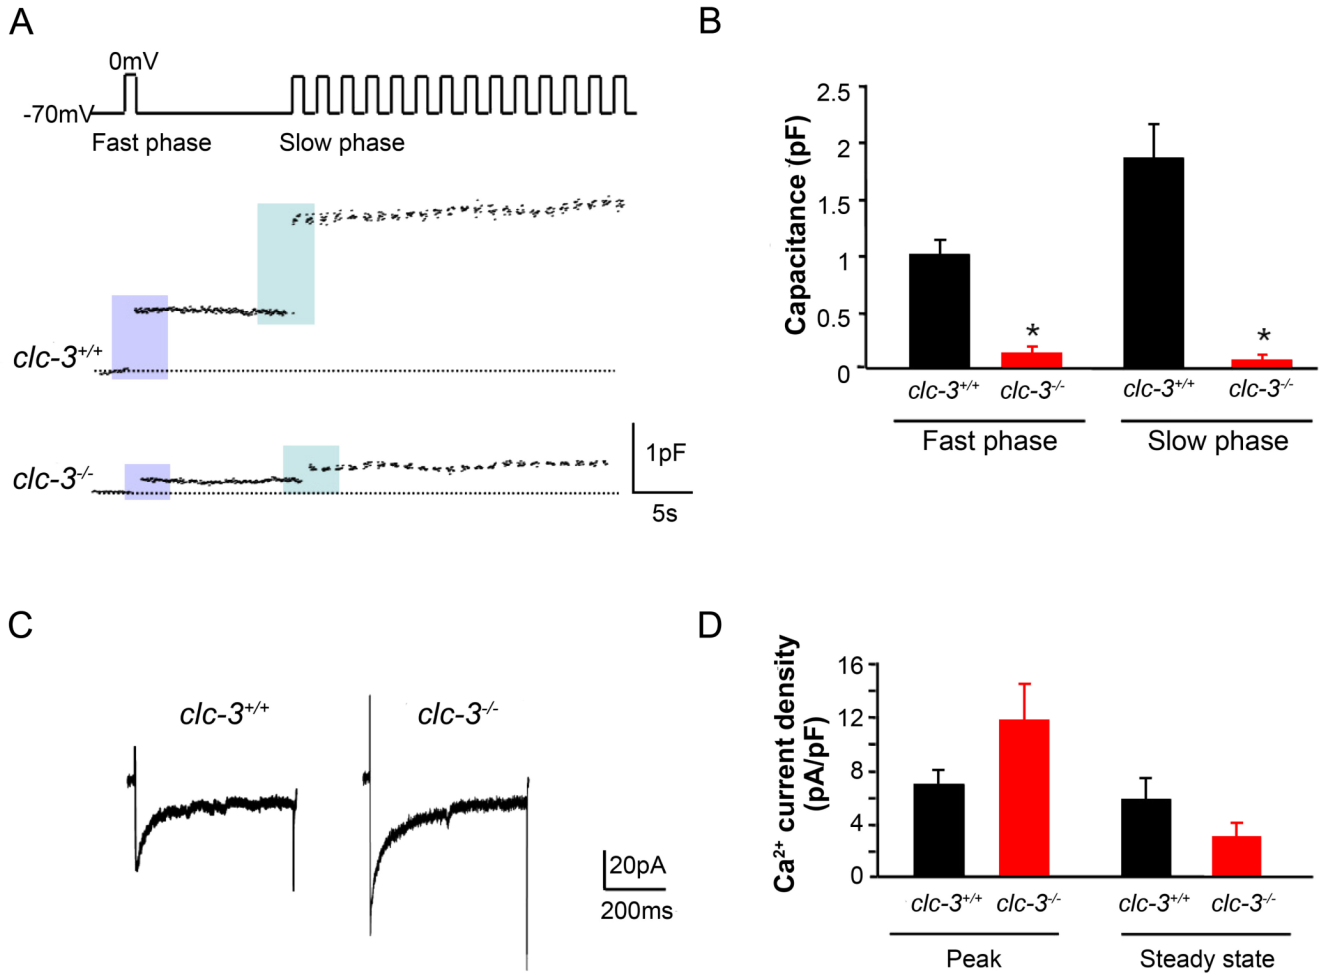 A
0mV
-70mV
Fast phase
Slow phase
clc-3+/+
clc-3-/-
1pF
5s
B
Capacitance (pF)
2.5
2
1.5
1
0.5
0
*
*
clc-3+/+
clc-3-/-
clc-3+/+
clc-3-/-
Fast phase
Slow phase
C
clc-3+/+
clc-3-/-
20pA
200ms
D
Ca2+ current density
(pA/pF)
16
12
8
4
0
clc-3+/+
clc-3-/-
clc-3+/+
clc-3-/-
Peak
Steady state